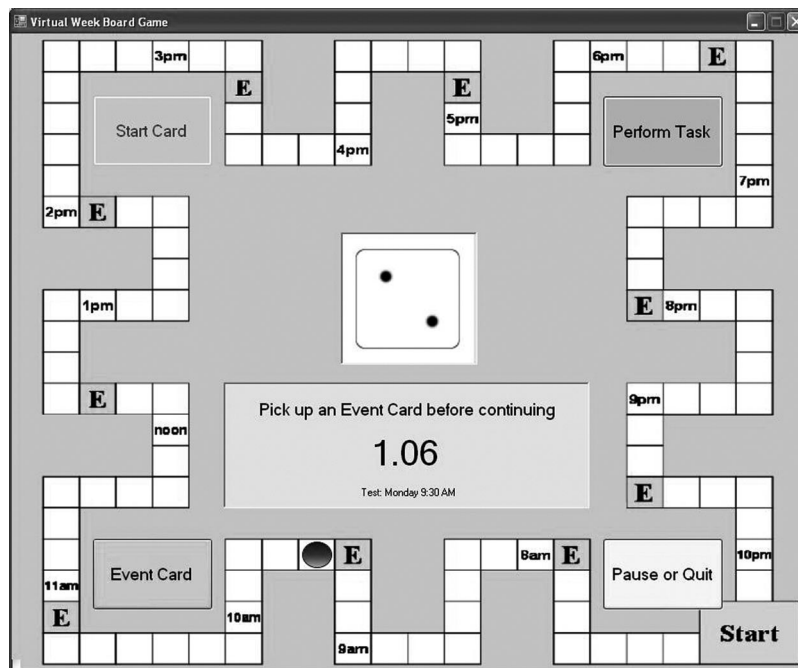 Virtual Week Board Game
3pm
6pm
E
E
E
Start Card
5pm
Perform Task
4pm
7pm
2pm
E
1pm
E
8pm
E
Pick up an Event Card before continuing
9pm
noon
1.06
Test: Monday 9:30 AM
E
E
8am
E
10pm
Event Card
Pause or Quit
11am
E
10am
Start
9am